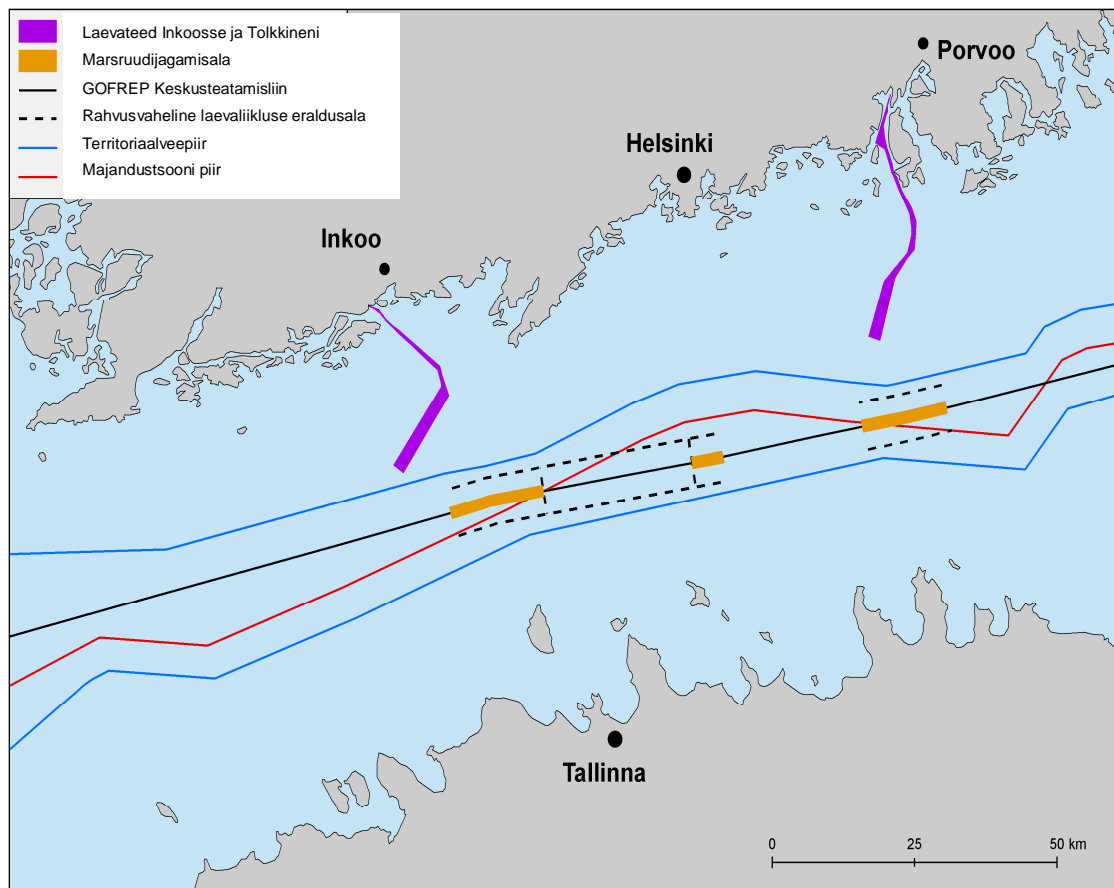 Laevateed Inkoosse ja Tolkkineni
Marsruudijagamisala
GOFREP Keskusteatamisliin
Rahvusvaheline laevaliikluse eraldusala
Territoriaalveepiir
Majandustsooni piir
Porvoo
Helsinki
Inkoo
Tallinna
0 25 50 km